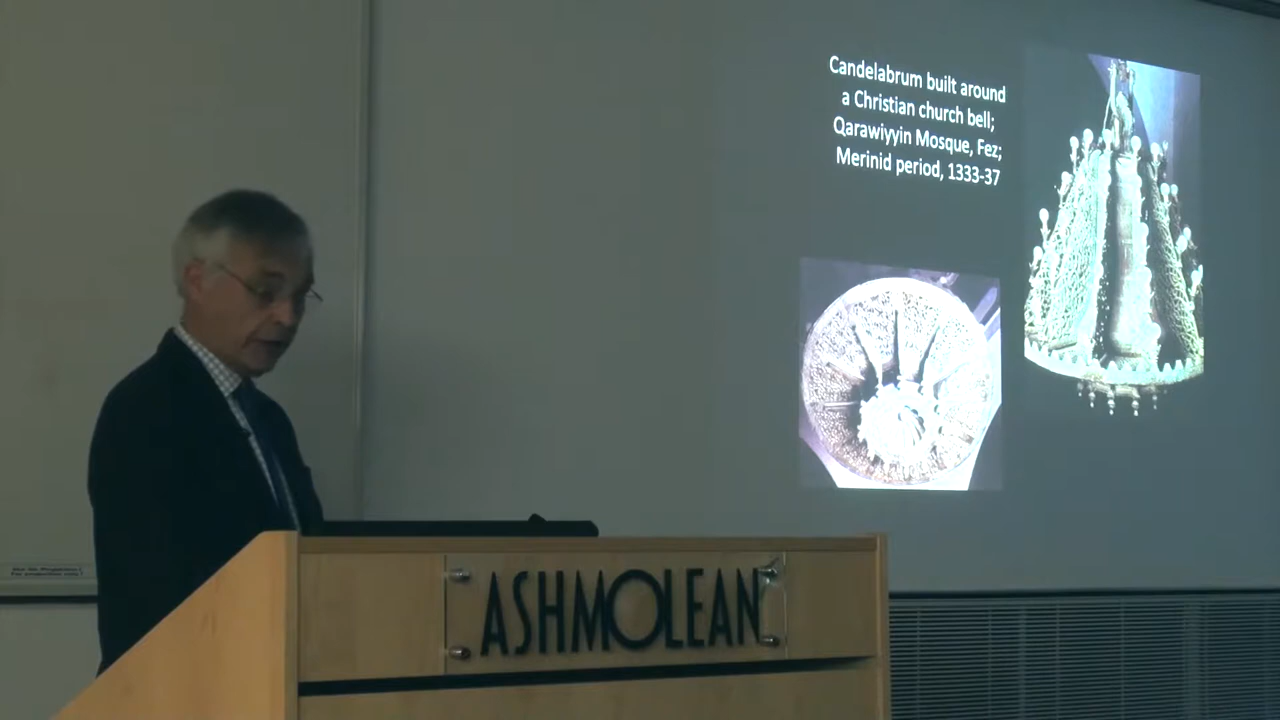 Candelabrum built around
a Christian church bell;
Qarawiyyin Mosque, Fez;
Merinid period, 1333-37
ASHMOLEAN